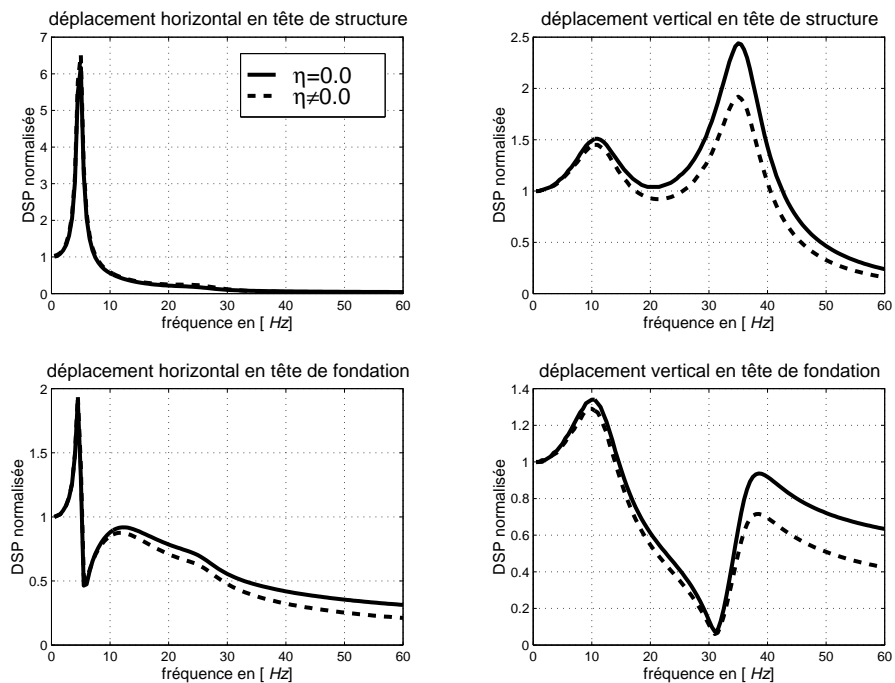 déplacement horizontal en tête de structure
DSP normalisée
7
6
5
4
3
2
1
0
η=0.0
η≠0.0
0 10 20 30 40 50 60
fréquence en [ Hz]
déplacement vertical en tête de structure
DSP normalisée
2.5
2
1.5
1
0.5
0
0 10 20 30 40 50 60
fréquence en [ Hz]
déplacement horizontal en tête de fondation
DSP normalisée
2
1.5
1
0.5
0
0 10 20 30 40 50 60
fréquence en [ Hz]
déplacement vertical en tête de fondation
DSP normalisée
1.4
1.2
1
0.8
0.6
0.4
0.2
0
0 10 20 30 40 50 60
fréquence en [ Hz]